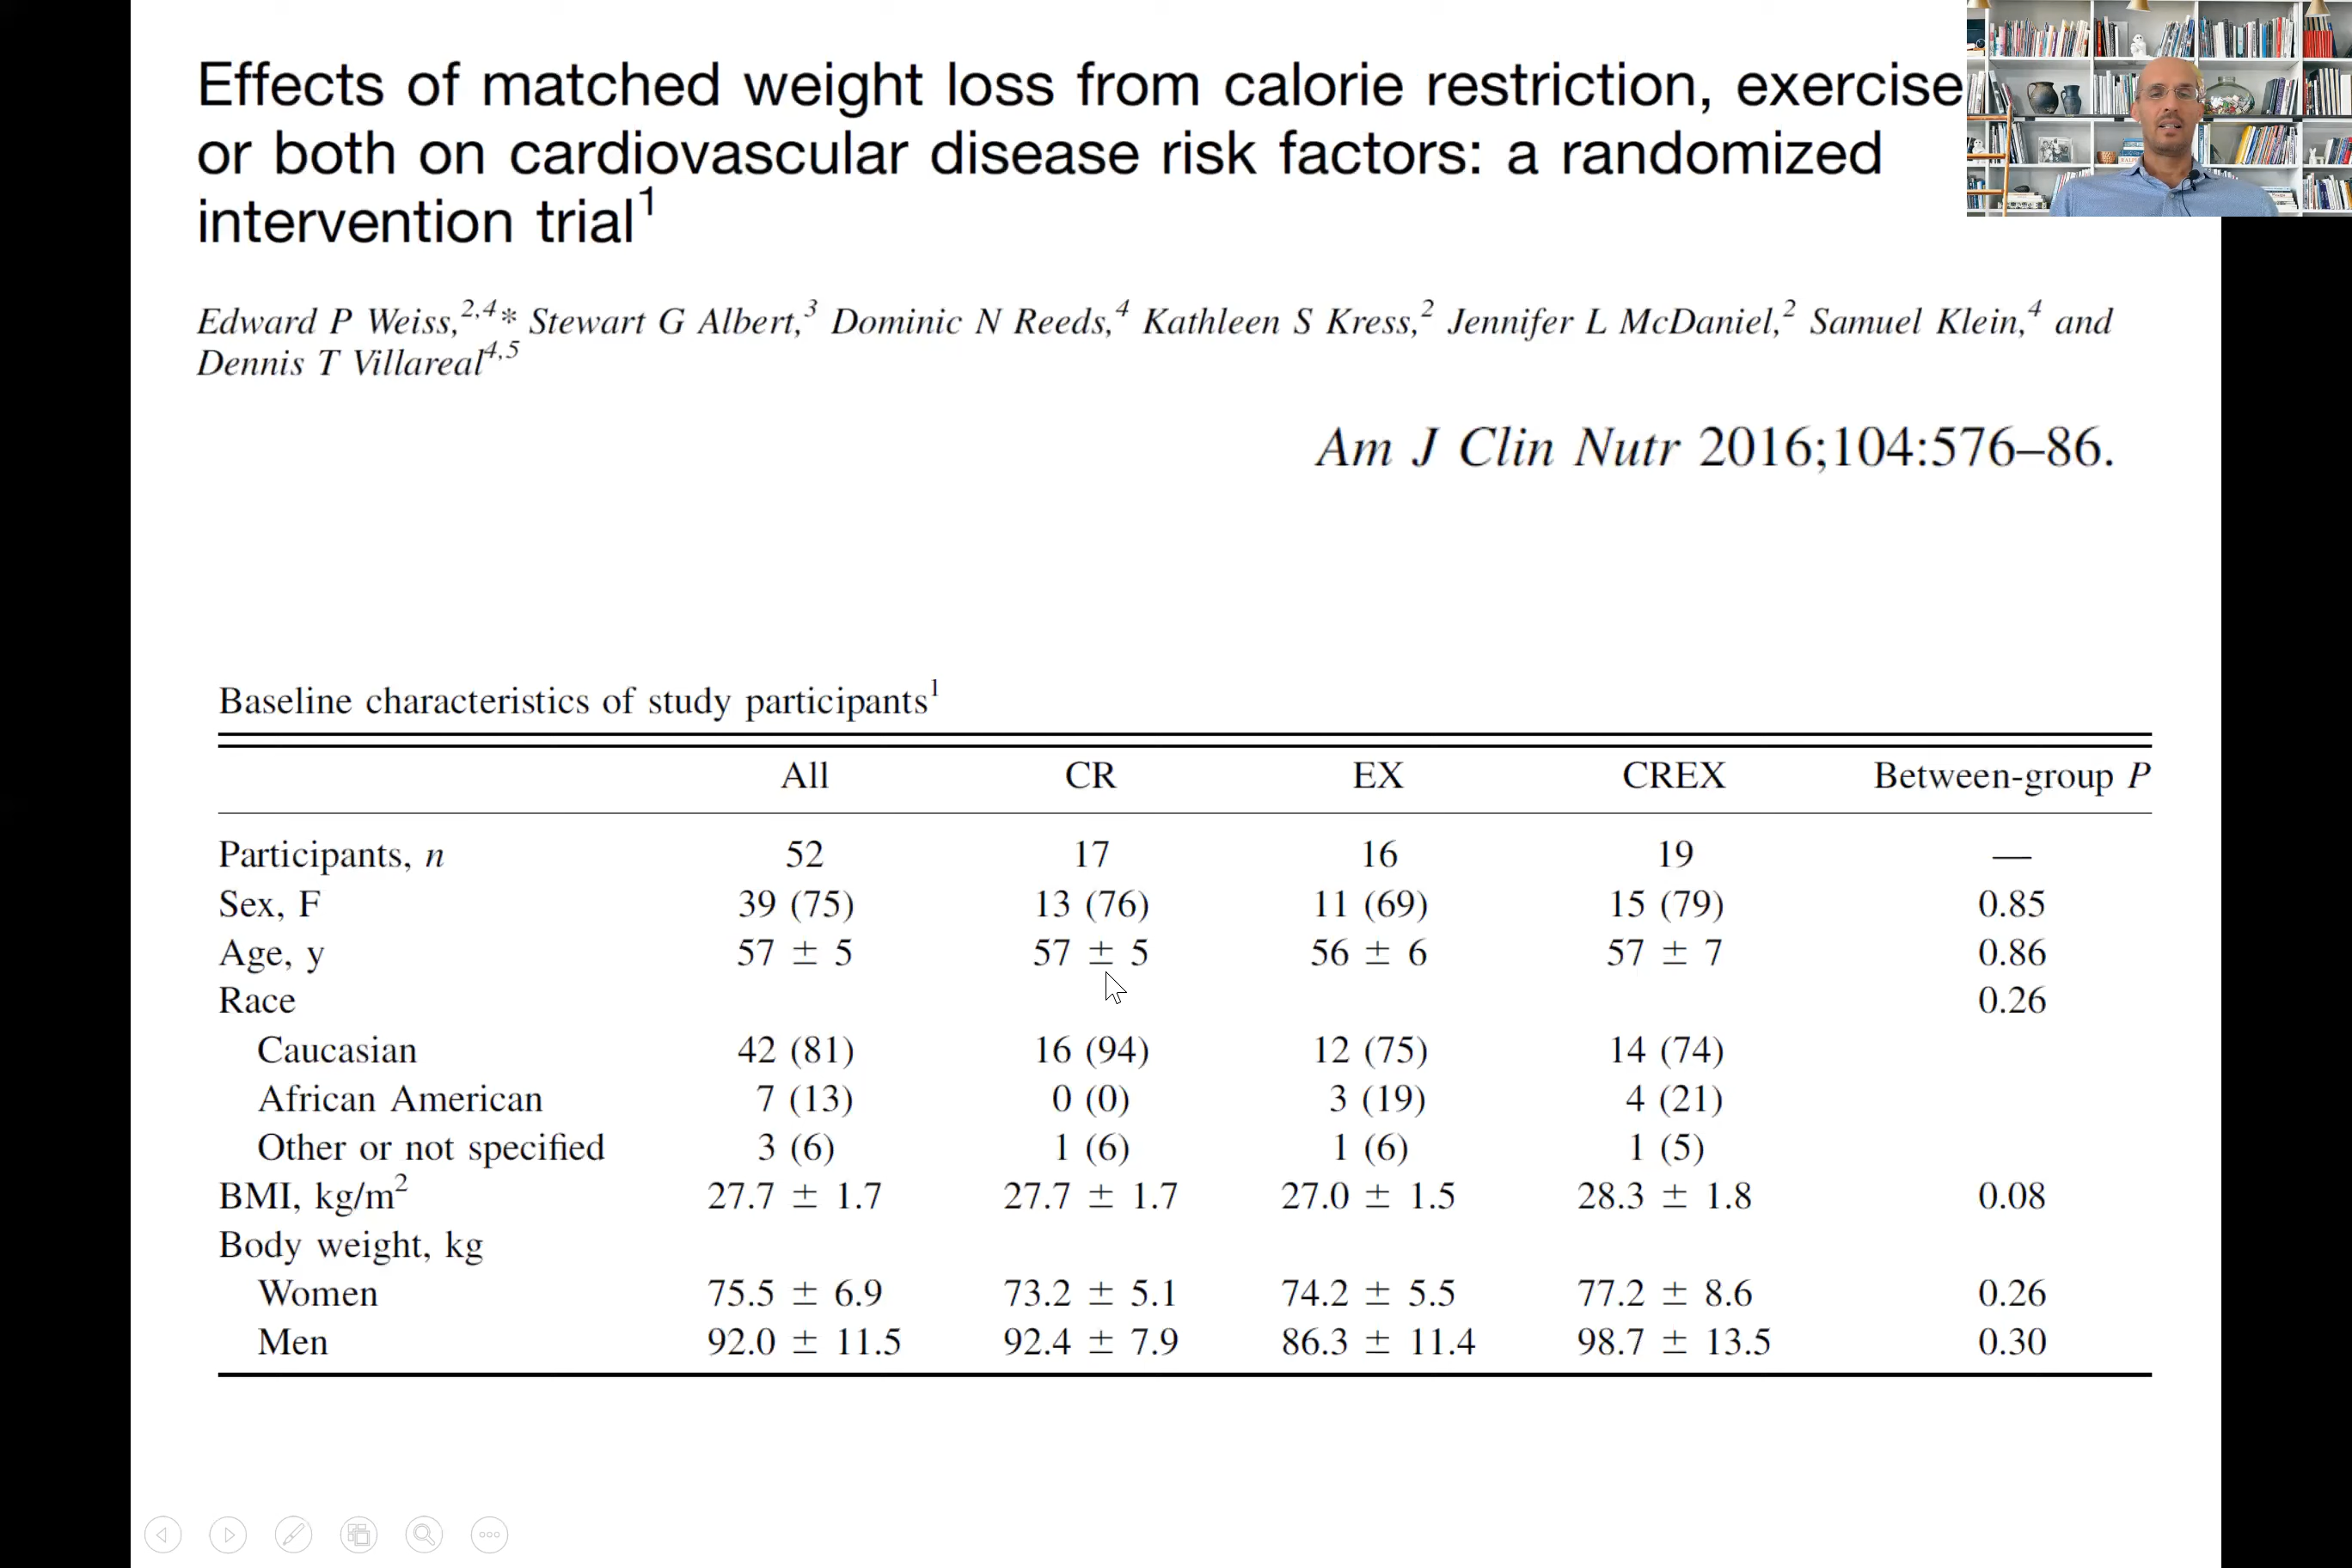 Effects of matched weight loss from calorie restriction, exercise
or both on cardiovascular disease risk factors: a randomized
intervention trial¹
Edward P Weiss,²,⁴* Stewart G Albert,³ Dominic N Reeds,⁴ Kathleen S Kress,² Jennifer L McDaniel,² Samuel Klein,⁴ and
Dennis T Villareal⁴,⁵
Am J Clin Nutr 2016;104:576–86.
Baseline characteristics of study participants¹
All CR EX CREX Between-group P
Participants, n 52 17 16 19 —
Sex, F 39 (75) 13 (76) 11 (69) 15 (79) 0.85
Age, y 57 ± 5 57 ± 5 56 ± 6 57 ± 7 0.86
Race 0.26
Caucasian 42 (81) 16 (94) 12 (75) 14 (74)
African American 7 (13) 0 (0) 3 (19) 4 (21)
Other or not specified 3 (6) 1 (6) 1 (6) 1 (5)
BMI, kg/m² 27.7 ± 1.7 27.7 ± 1.7 27.0 ± 1.5 28.3 ± 1.8 0.08
Body weight, kg
Women 75.5 ± 6.9 73.2 ± 5.1 74.2 ± 5.5 77.2 ± 8.6 0.26
Men 92.0 ± 11.5 92.4 ± 7.9 86.3 ± 11.4 98.7 ± 13.5 0.30